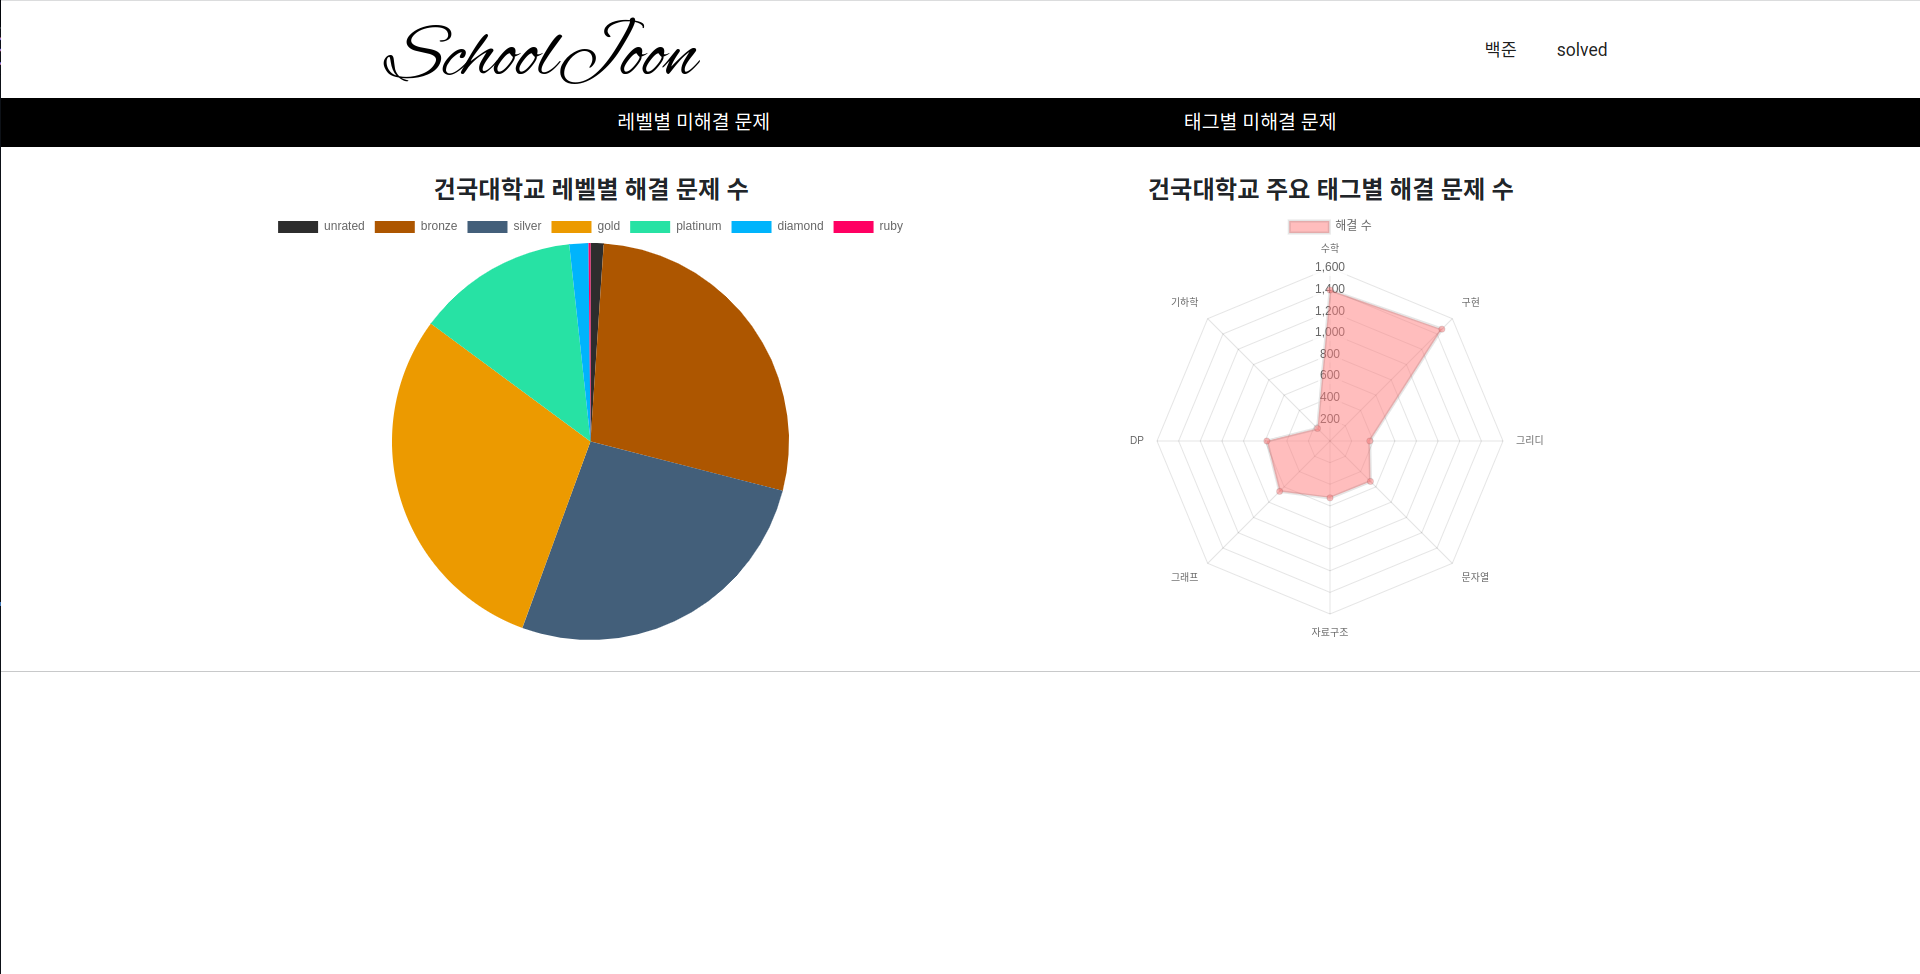 SchoolJoon
백준 solved
레벨별 미해결 문제 태그별 미해결 문제
건국대학교 레벨별 해결 문제 수
unrated bronze silver gold platinum diamond ruby
건국대학교 주요 태그별 해결 문제 수
해결 수
수학
1,600
1,400
1,200
1,000
800
600
400
200
구현
그리디
문자열
자료구조
그래프
DP
기하학